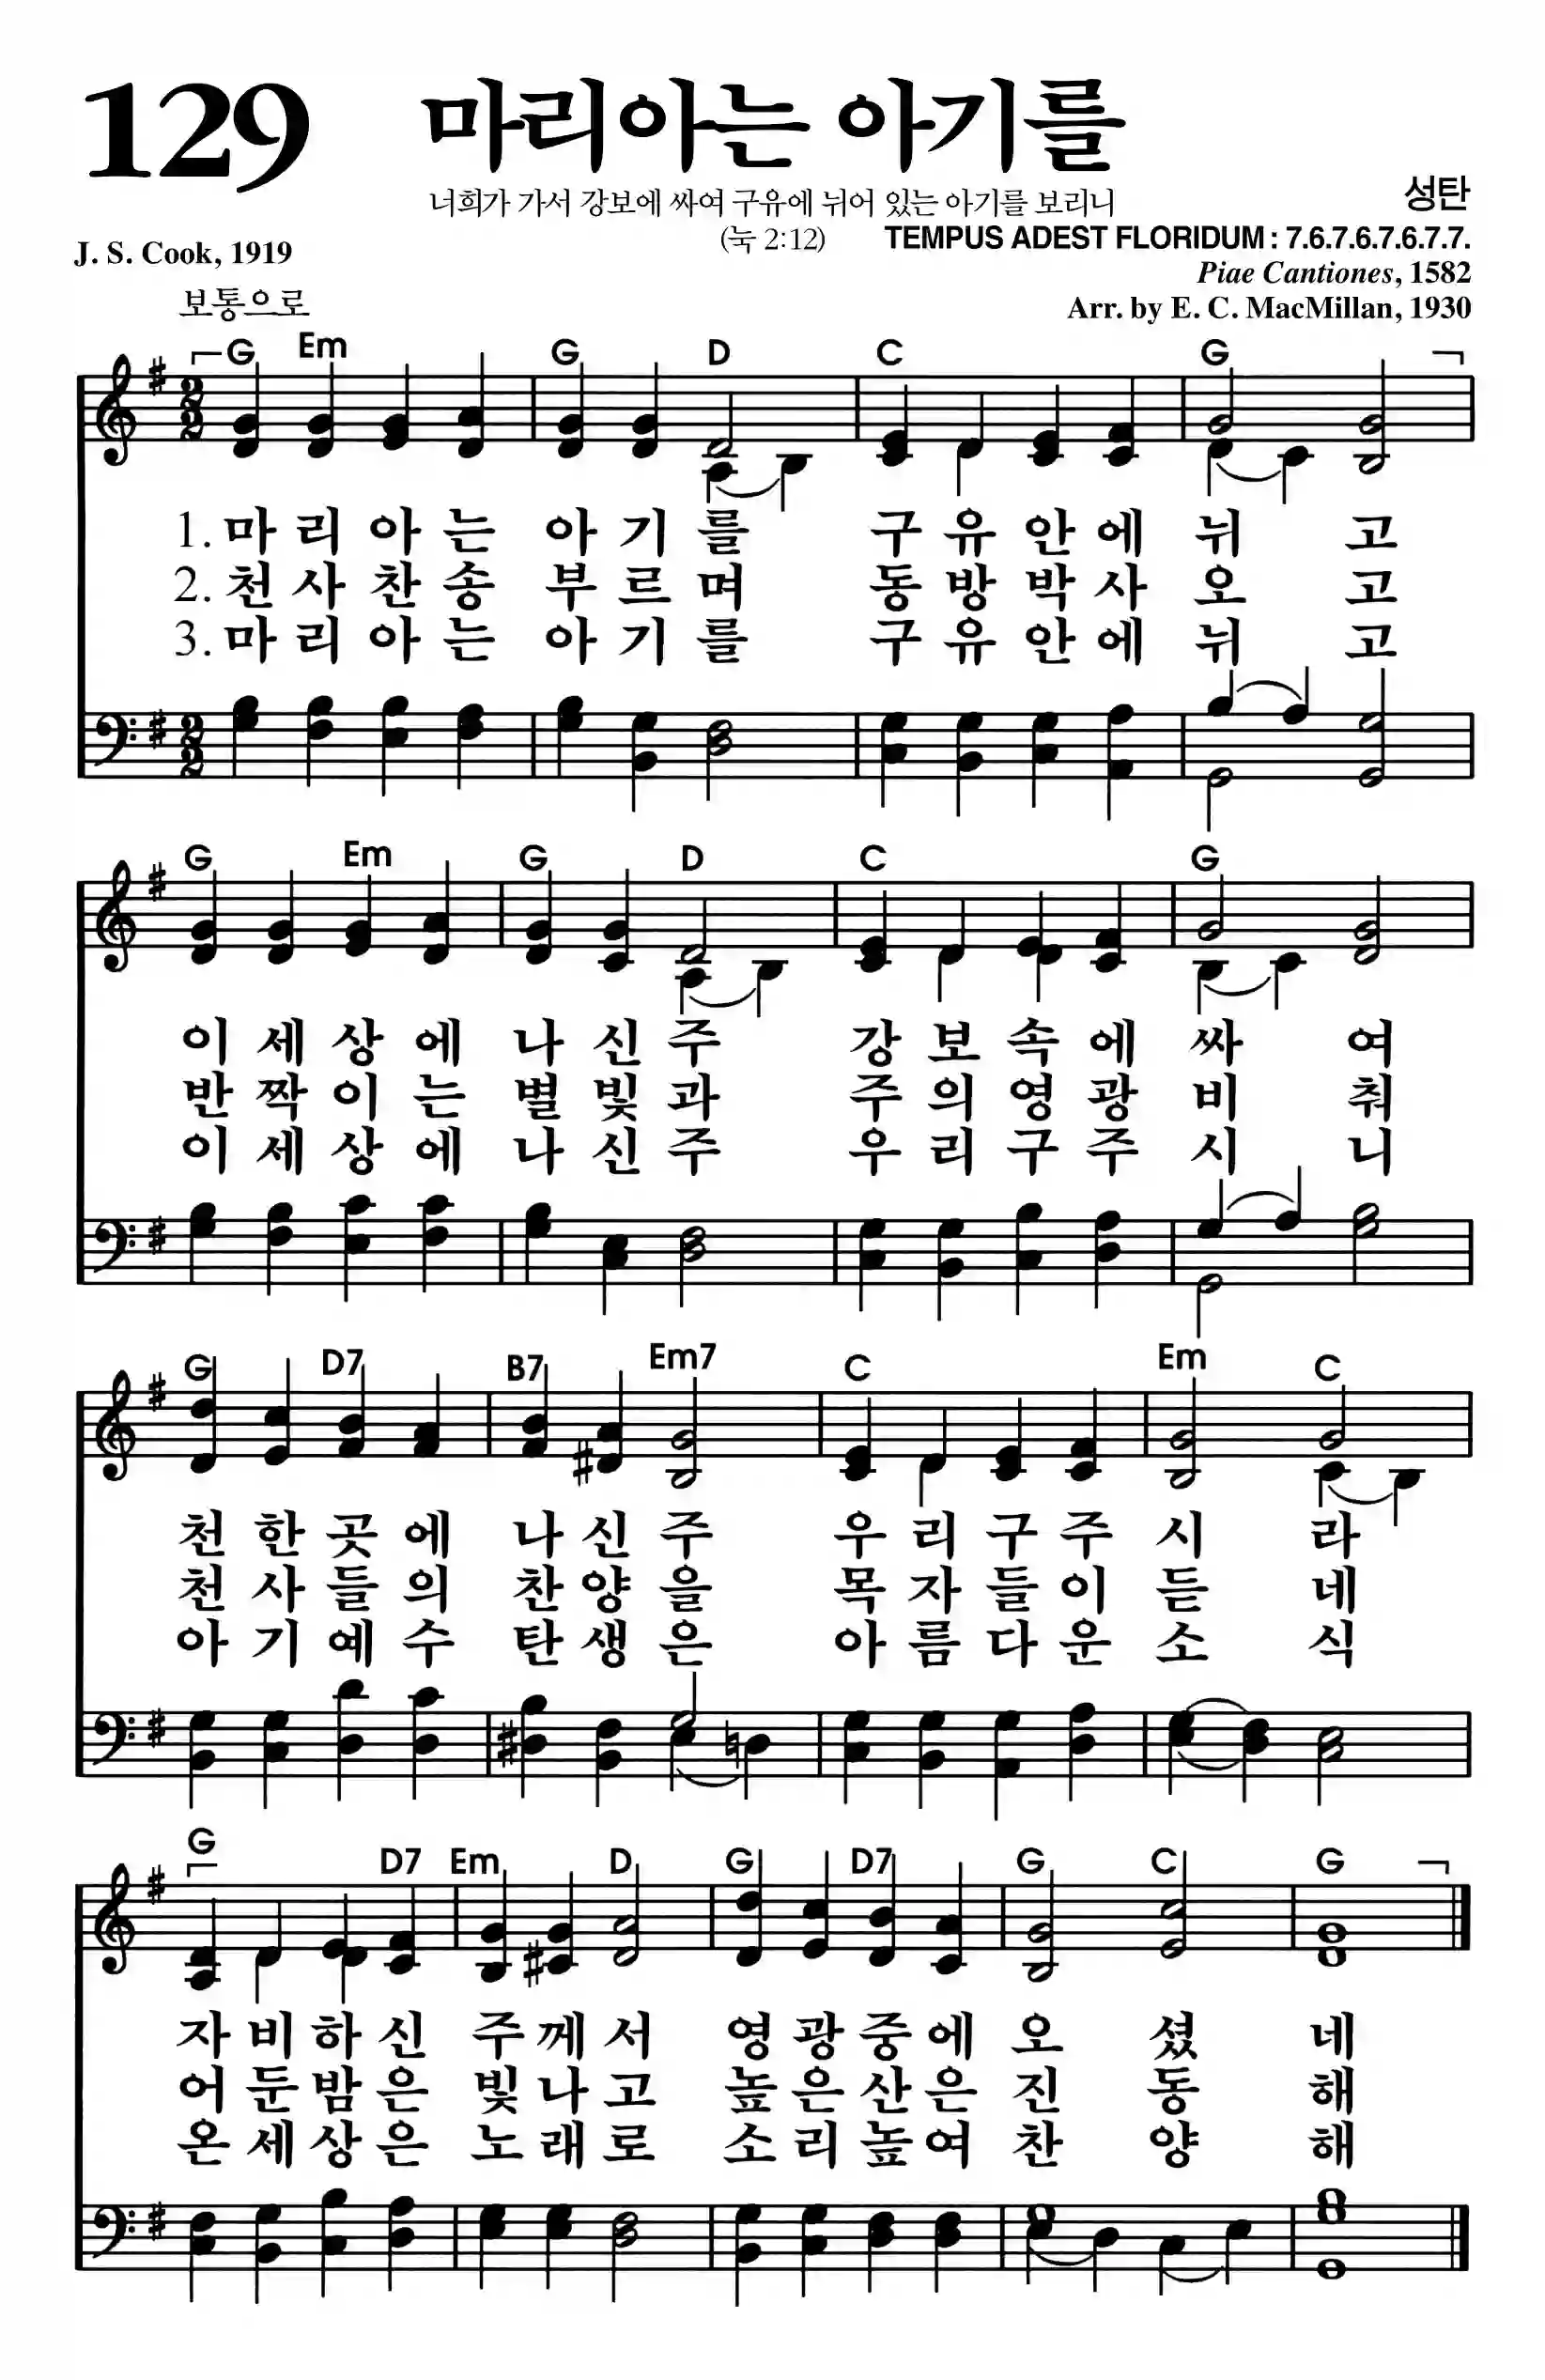 129 마리아는 아기를
너희가 가서 강보에 싸여 구유에 뉘어 있는 아기를 보리니
성탄
(눅 2:12) TEMPUS ADEST FLORIDUM : 7.6.7.6.7.6.7.7.
J. S. Cook, 1919
Piae Cantiones, 1582
보통으로
Arr. by E. C. MacMillan, 1930
G Em G D C G
1. 마리아는 아기를 구유안에 뉘고
2. 천사찬송 부르며 동방박사 오고
3. 마리아는 아기를 구유안에 뉘고
G Em G D C G
이세상에 나신주 강보속에 싸여
반짝이는 별빛과 주의영광 비춰
이세상에 나신주 우리구주 시니
G D7 B7 Em7 C Em C
천한곳에 나신주 우리구주 시라
천사들의 찬양을 목자들이 듣네
아기예수 탄생은 아름다운 소식
G D7 Em D G D7 G C G
자비하신 주께서 영광중에 오셨네
어둔밤은 빛나고 높은산은 진동해
온세상은 노래로 소리높여 찬양해